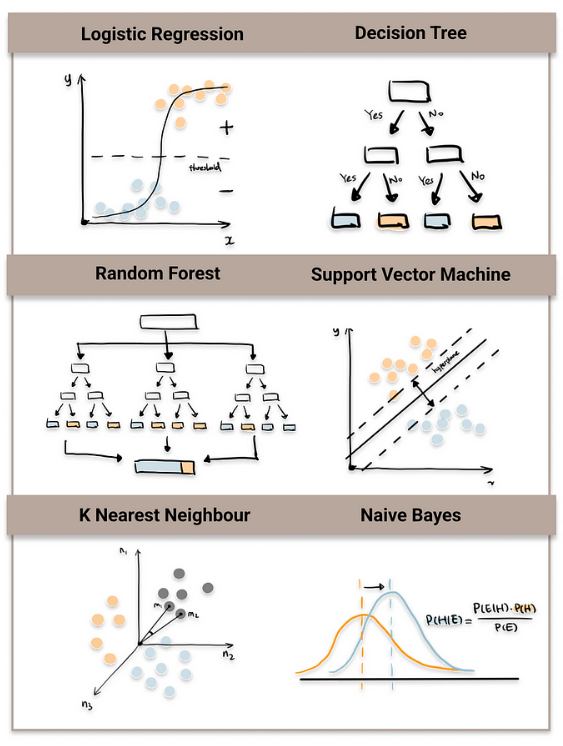 Logistic Regression
Decision Tree
y
+
threshold
−
x
Yes
No
Yes
No
Yes
No
Random Forest
Support Vector Machine
y
hyperplane
x
K Nearest Neighbour
Naive Bayes
n₁
m₁
m₂
n₂
n₃
P(H|E) = P(E|H) · P(H)
P(E)